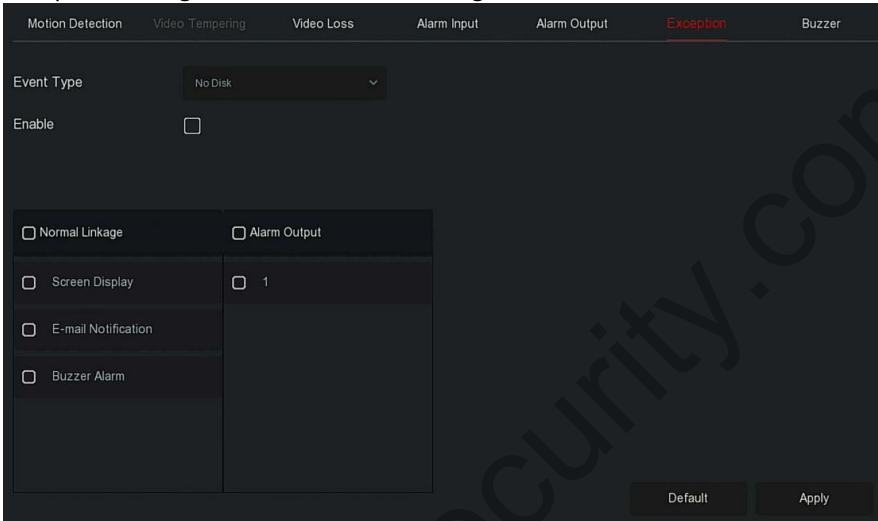 Motion Detection Video Tempering Video Loss Alarm Input Alarm Output Exception Buzzer
Event Type No Disk
Enable
Normal Linkage Alarm Output
Screen Display 1
E-mail Notification
Buzzer Alarm
Default Apply